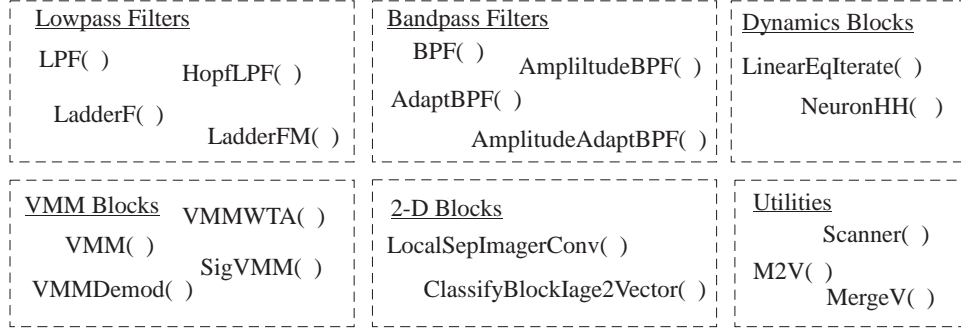 Lowpass Filters
LPF( )
HopfLPF( )
LadderF( )
LadderFM( )
Bandpass Filters
BPF( )
AmpliltudeBPF( )
AdaptBPF( )
AmplitudeAdaptBPF( )
Dynamics Blocks
LinearEqIterate( )
NeuronHH( )
VMM Blocks
VMMWTA( )
VMM( )
SigVMM( )
VMMDemod( )
2-D Blocks
LocalSepImagerConv( )
ClassifyBlockIage2Vector( )
Utilities
Scanner( )
M2V( )
MergeV( )